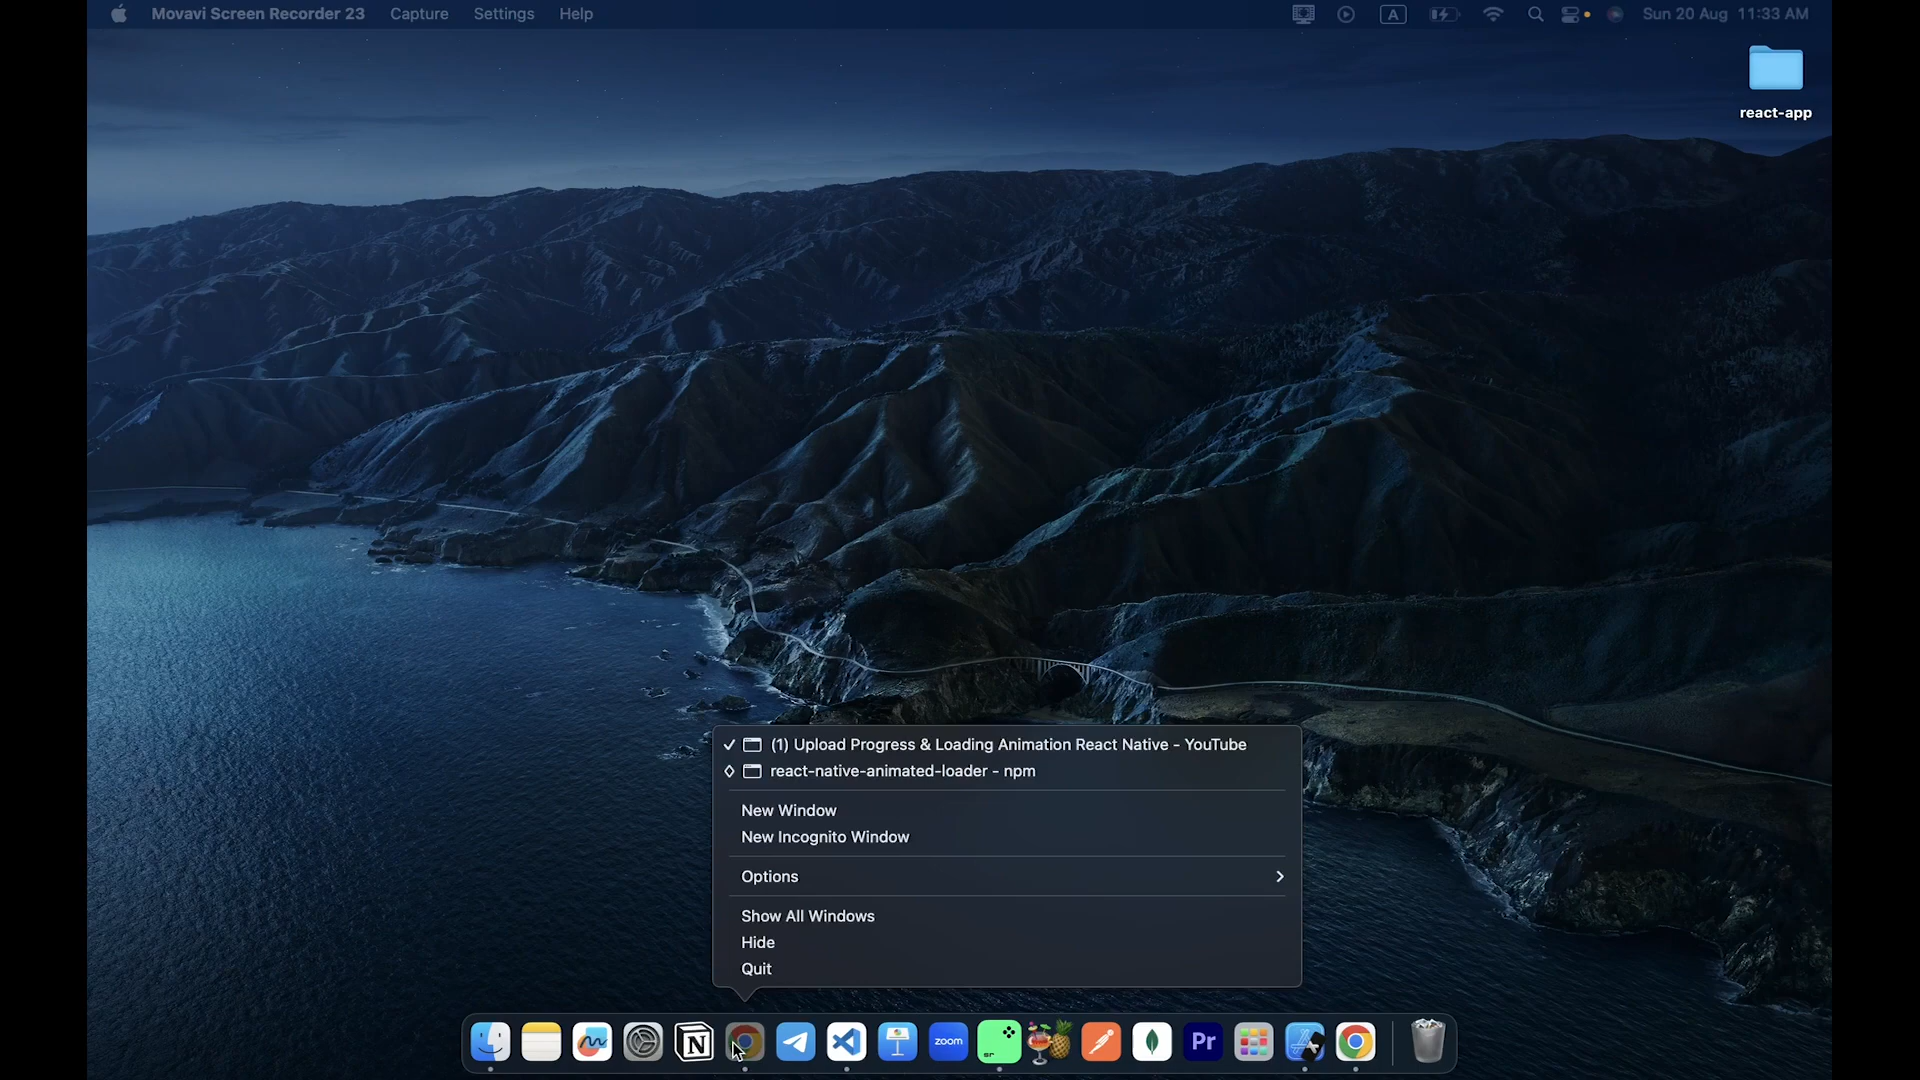 Movavi Screen Recorder 23 Capture Settings Help A Sun 20 Aug 11:33 AM
react-app
(1) Upload Progress & Loading Animation React Native - YouTube
react-native-animated-loader - npm
New Window
New Incognito Window
Options
Show All Windows
Hide
Quit
N zoom sr Pr